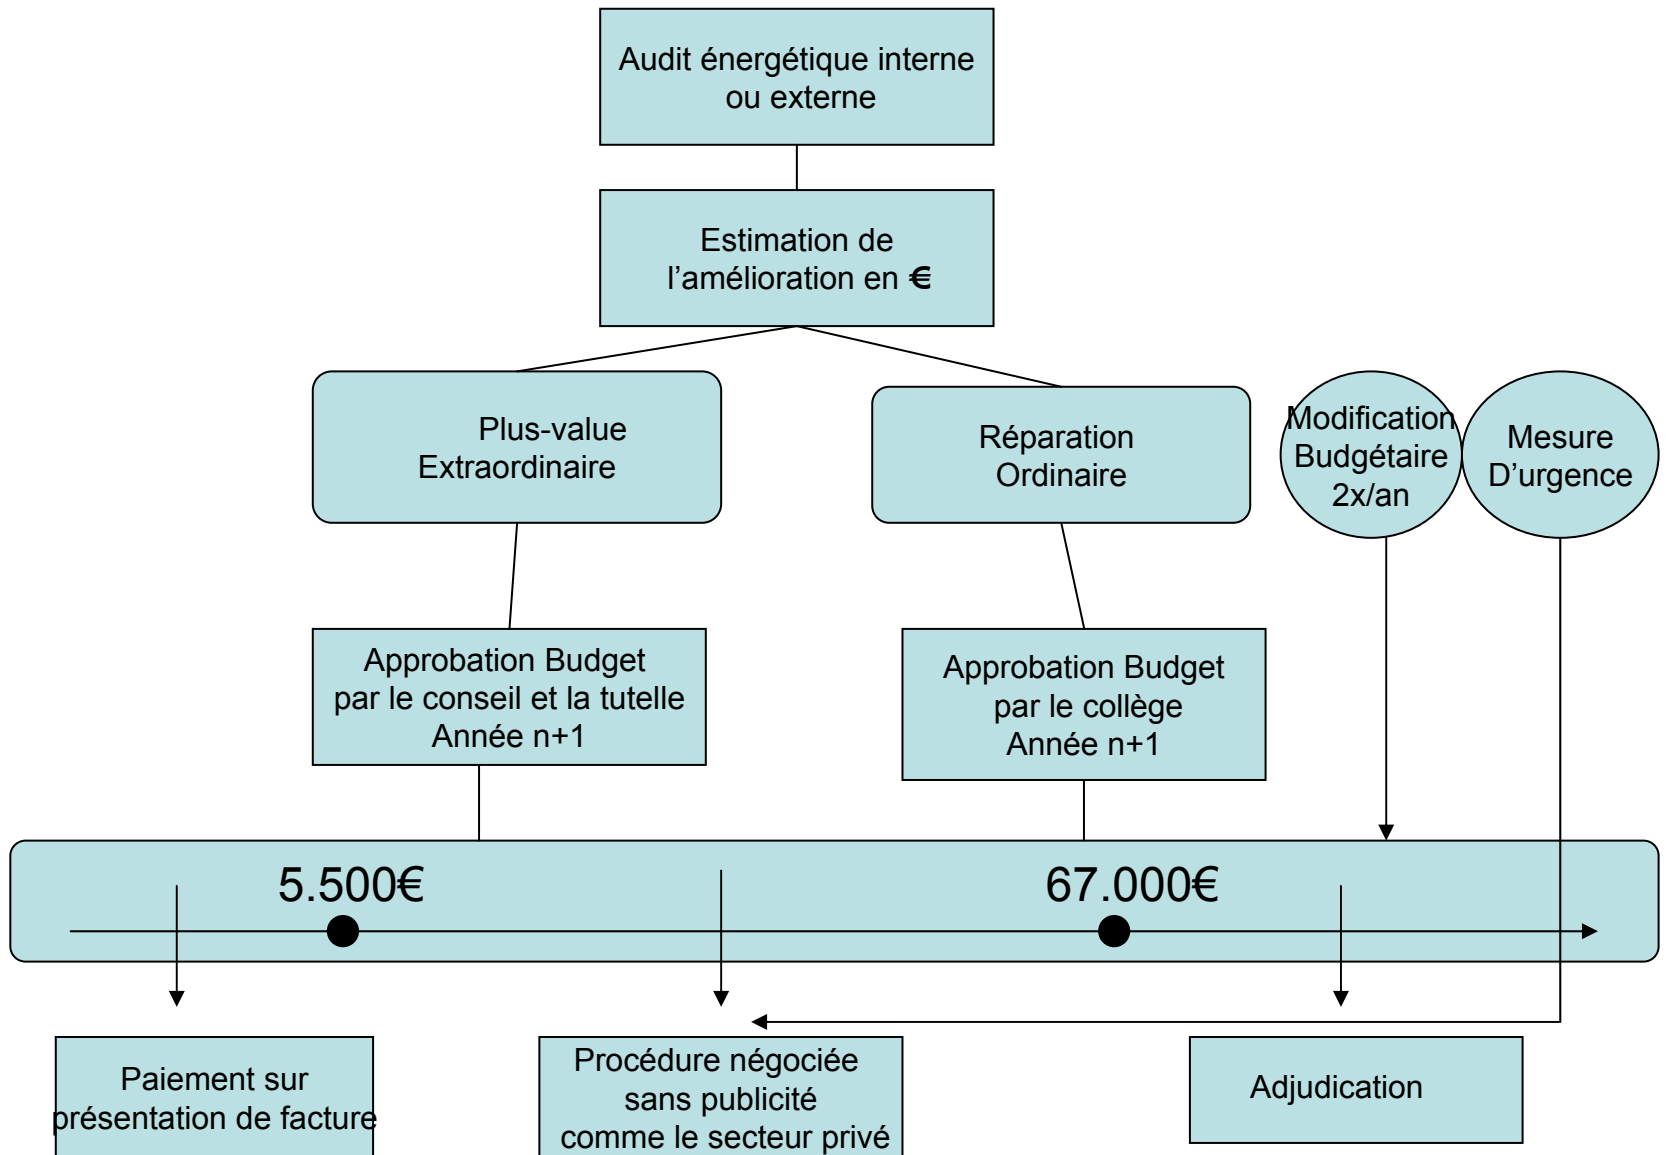 Audit énergétique interne
ou externe
Estimation de
l’amélioration en €
Plus-value
Extraordinaire
Réparation
Ordinaire
Modification
Budgétaire
2x/an
Mesure
D’urgence
Approbation Budget
par le conseil et la tutelle
Année n+1
Approbation Budget
par le collège
Année n+1
5.500€
67.000€
Paiement sur
présentation de facture
Procédure négociée
sans publicité
comme le secteur privé
Adjudication